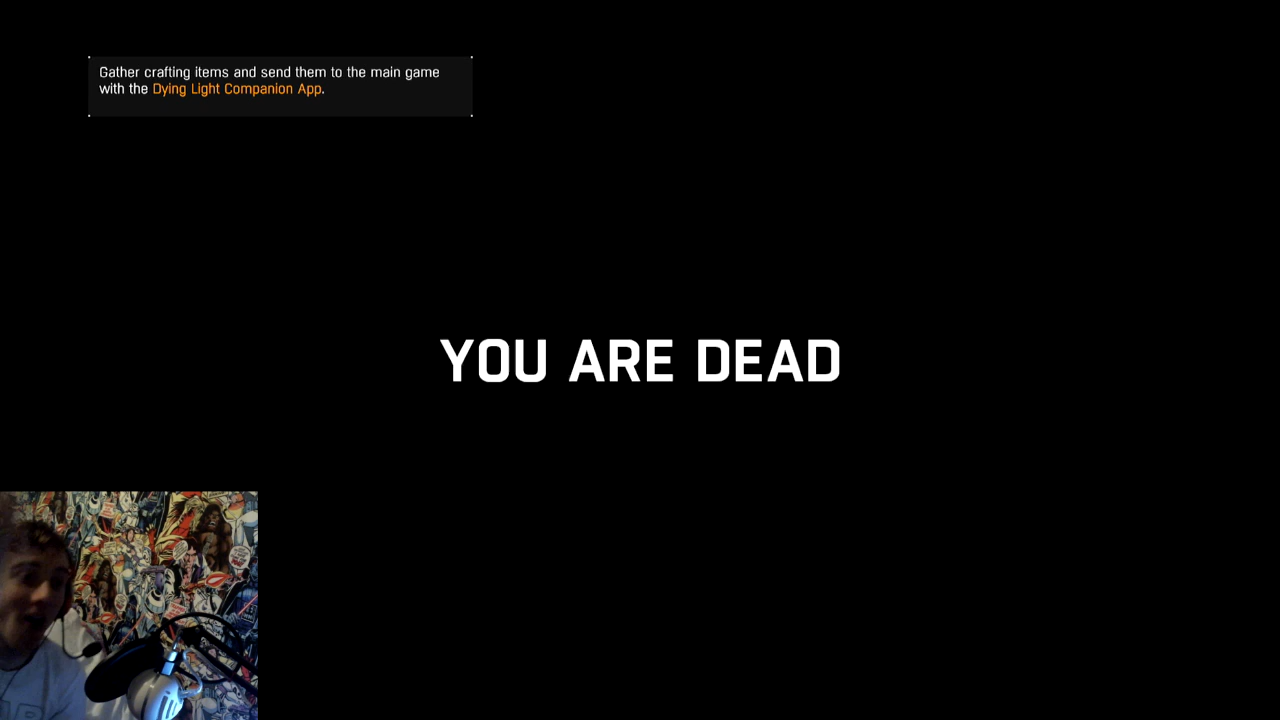 Gather crafting items and send them to the main game
with the Dying Light Companion App.
YOU ARE DEAD